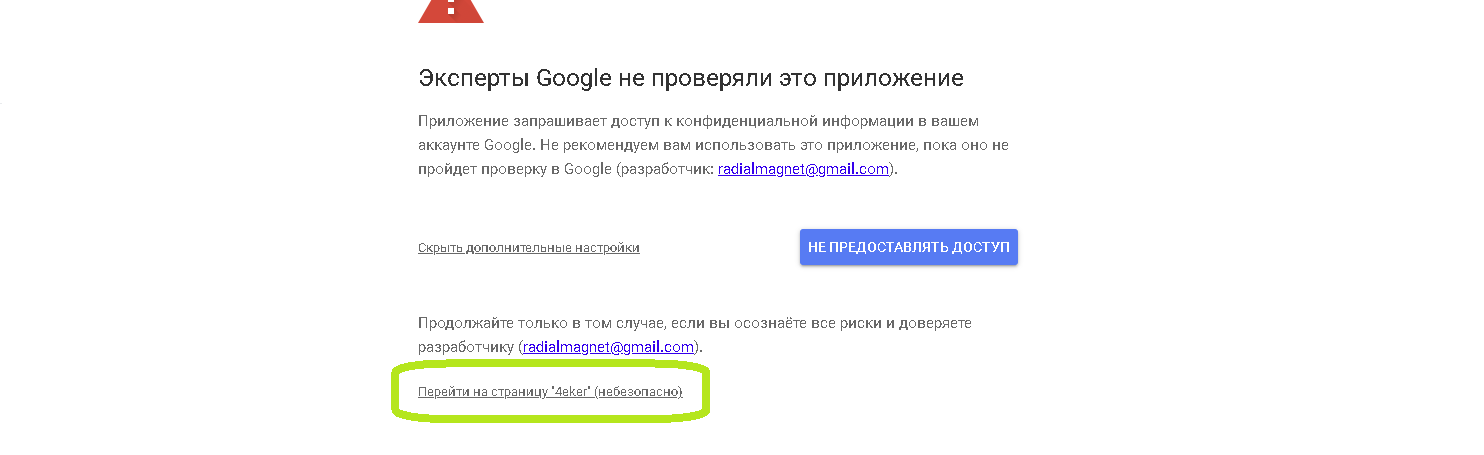 Эксперты Google не проверяли это приложение
Приложение запрашивает доступ к конфиденциальной информации в вашем
аккаунте Google. Не рекомендуем вам использовать это приложение, пока оно не
пройдет проверку в Google (разработчик: radialmagnet@gmail.com).
Скрыть дополнительные настройки
НЕ ПРЕДОСТАВЛЯТЬ ДОСТУП
Продолжайте только в том случае, если вы осознаёте все риски и доверяете
разработчику (radialmagnet@gmail.com).
Перейти на страницу "4eker" (небезопасно)